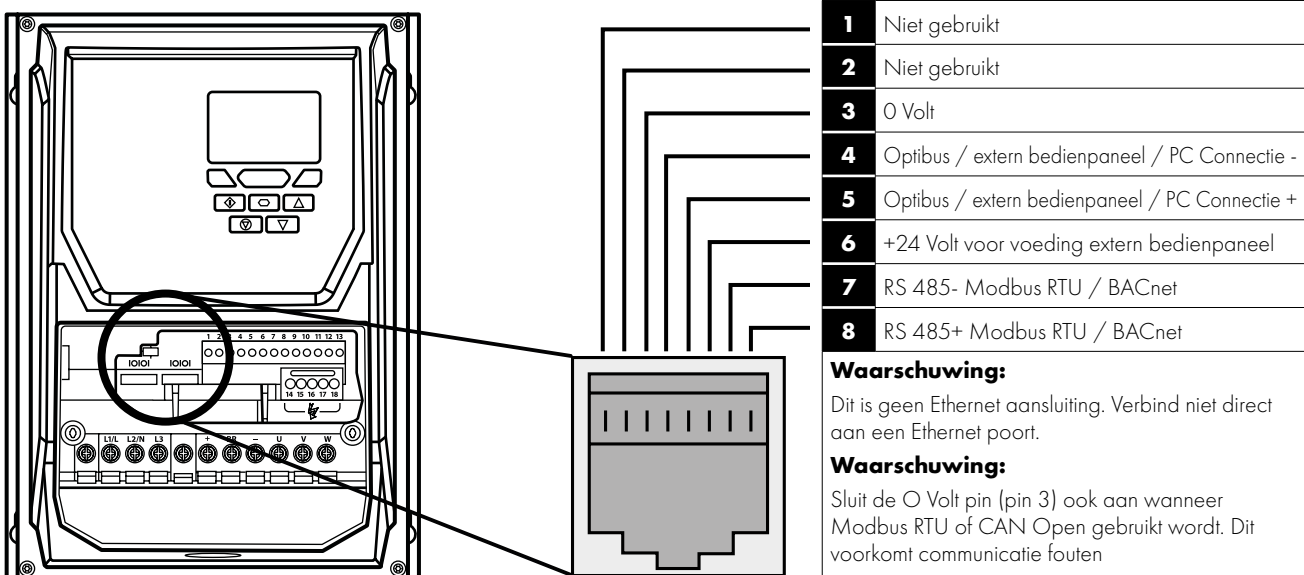 1 Niet gebruikt
2 Niet gebruikt
3 0 Volt
4 Optibus / extern bedienpaneel / PC Connectie -
5 Optibus / extern bedienpaneel / PC Connectie +
6 +24 Volt voor voeding extern bedienpaneel
7 RS 485- Modbus RTU / BACnet
8 RS 485+ Modbus RTU / BACnet
Waarschuwing:
Dit is geen Ethernet aansluiting. Verbind niet direct
aan een Ethernet poort.
Waarschuwing:
Sluit de O Volt pin (pin 3) ook aan wanneer
Modbus RTU of CAN Open gebruikt wordt. Dit
voorkomt communicatie fouten
1 2 3 4 5 6 7 8 9 10 11 12 13
IOIOI IOIOI
14 15 16 17 18
L1/L L2/N L3 + BR − U V W